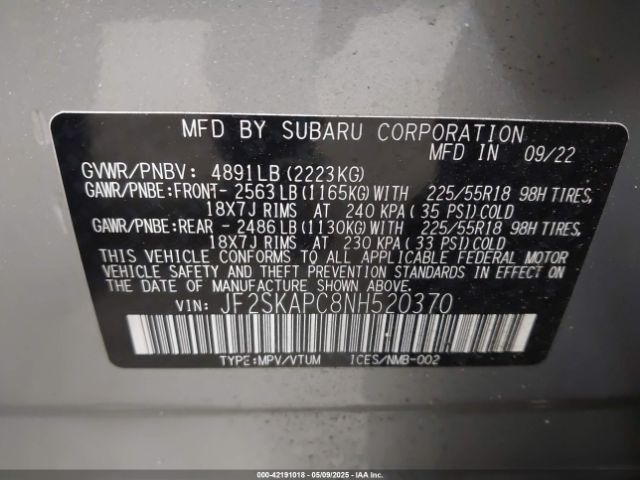 MFD BY SUBARU CORPORATION
MFD IN 09/22
GVWR/PNBV: 4891LB(2223KG)
GAWR/PNBE:FRONT- 2563LB(1165KG)WITH 225/55R18 98H TIRES,
18X7J RIMS AT 240 KPA(35 PSI)COLD
GAWR/PNBE:REAR - 2486LB(1130KG)WITH 225/55R18 98H TIRES,
18X7J RIMS AT 230 KPA(33 PSI)COLD
THIS VEHICLE CONFORMS TO ALL APPLICABLE FEDERAL MOTOR
VEHICLE SAFETY AND THEFT PREVENTION STANDARDS IN EFFECT ON
THE DATE OF MANUFACTURE SHOWN ABOVE.
VIN: JF2SKAPC8NH520370
TYPE:MPV/VTUM ICES/NMB-002
000-42191018 - 05/09/2025 - IAAI.COM